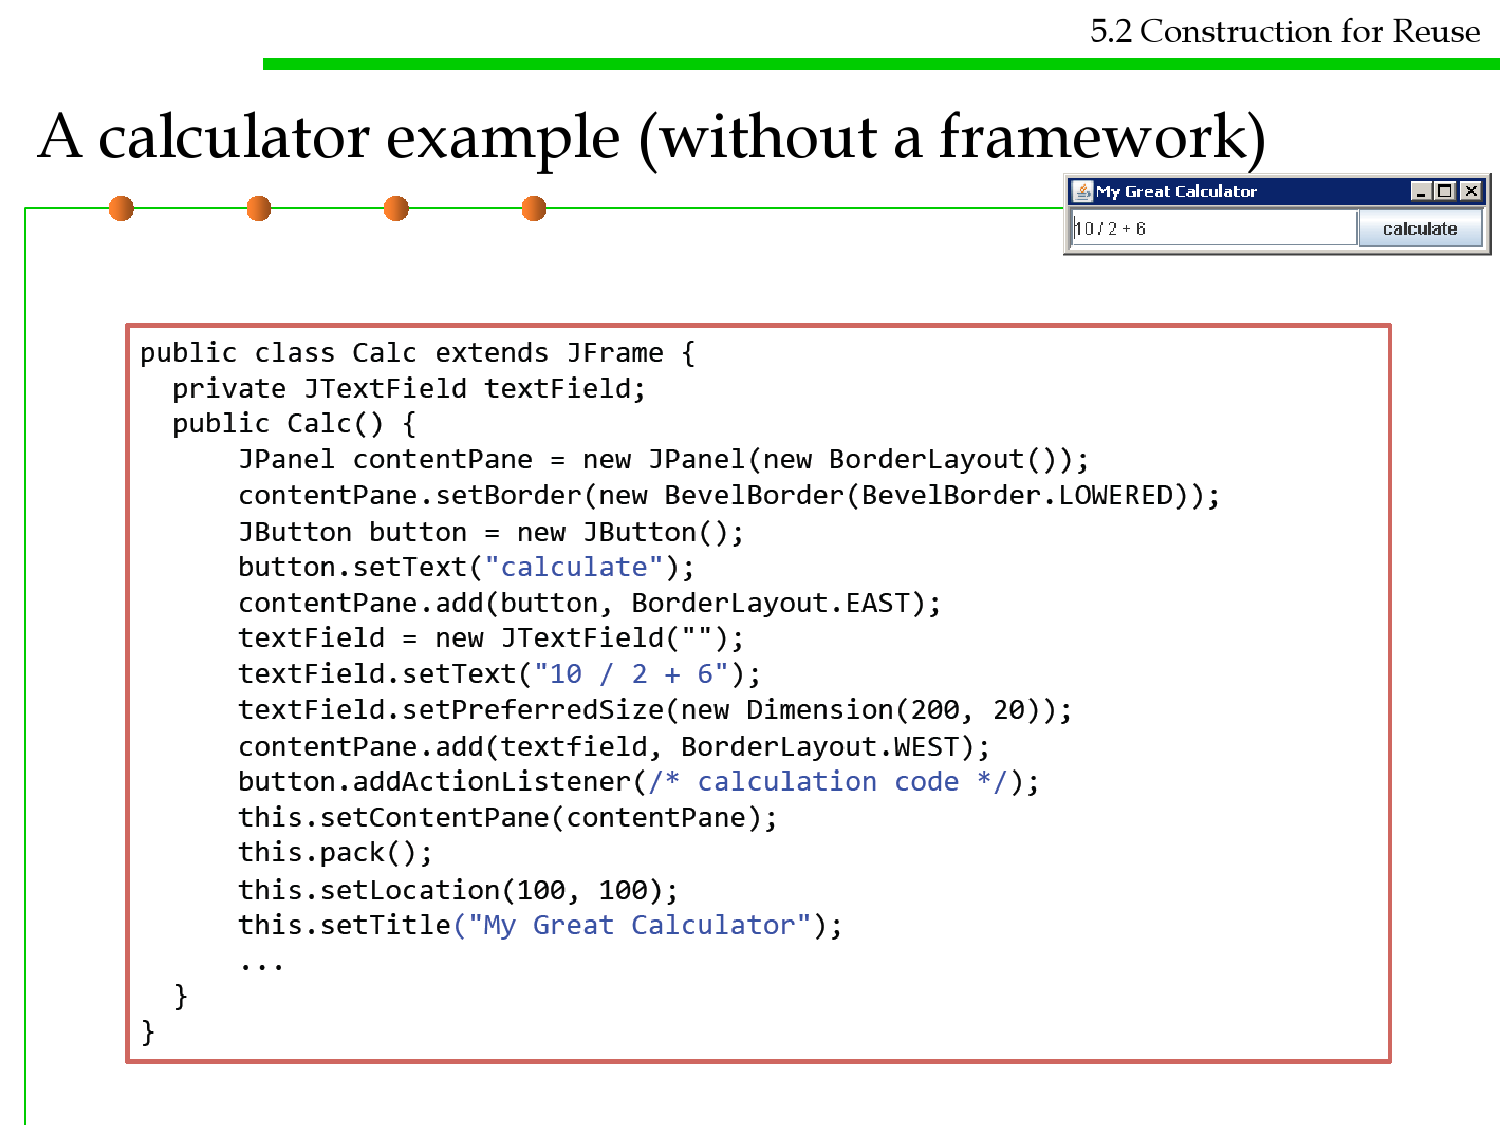 5.2 Construction for Reuse
A calculator example (without a framework)
My Great Calculator
10 / 2 + 6
calculate
public class Calc extends JFrame {
private JTextField textField;
public Calc() {
JPanel contentPane = new JPanel(new BorderLayout());
contentPane.setBorder(new BevelBorder(BevelBorder.LOWERED));
JButton button = new JButton();
button.setText("calculate");
contentPane.add(button, BorderLayout.EAST);
textField = new JTextField("");
textField.setText("10 / 2 + 6");
textField.setPreferredSize(new Dimension(200, 20));
contentPane.add(textfield, BorderLayout.WEST);
button.addActionListener(/* calculation code */);
this.setContentPane(contentPane);
this.pack();
this.setLocation(100, 100);
this.setTitle("My Great Calculator");
...
}
}